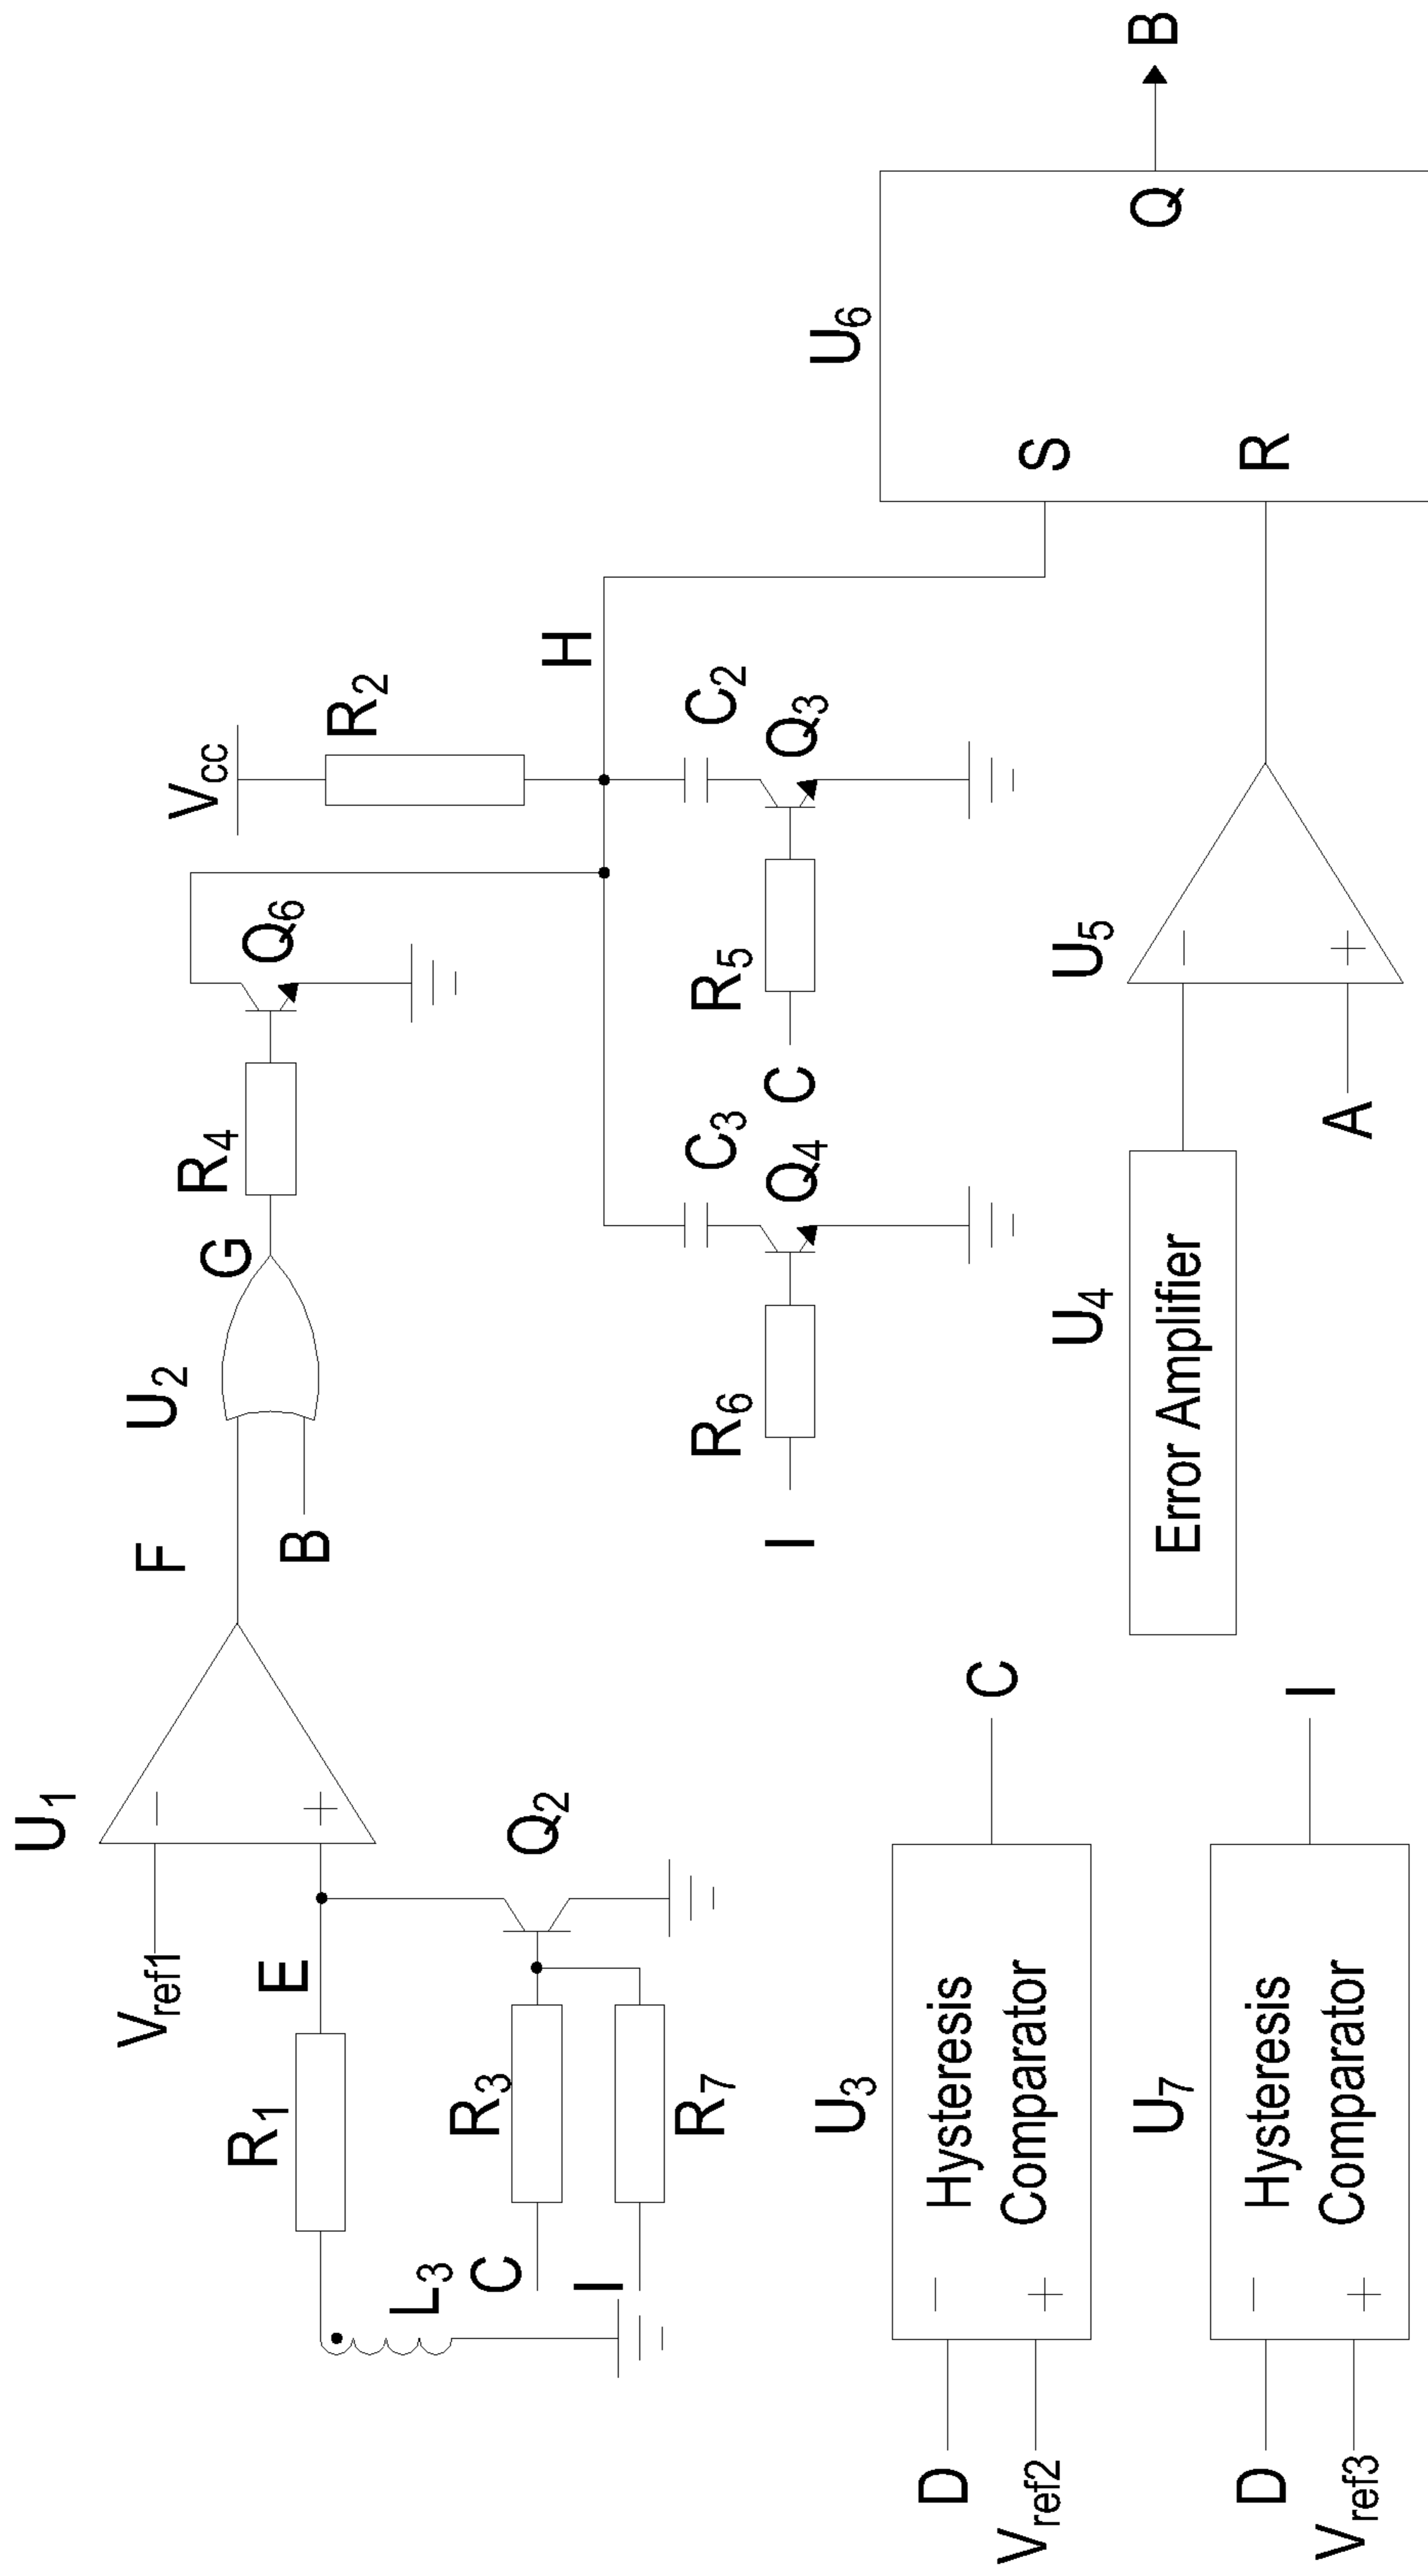 U1
Vref1
E
R1
L3
Q2
R3
C
R7
I
F
U2
B
G
R4
Q6
Vcc
R2
H
C2
Q3
R5
C
C3
Q4
R6
I
S
R
Q
U6
B
U5
A
U4
Error Amplifier
U3
Hysteresis
Comparator
D
Vref2
C
U7
Hysteresis
Comparator
D
Vref3
I